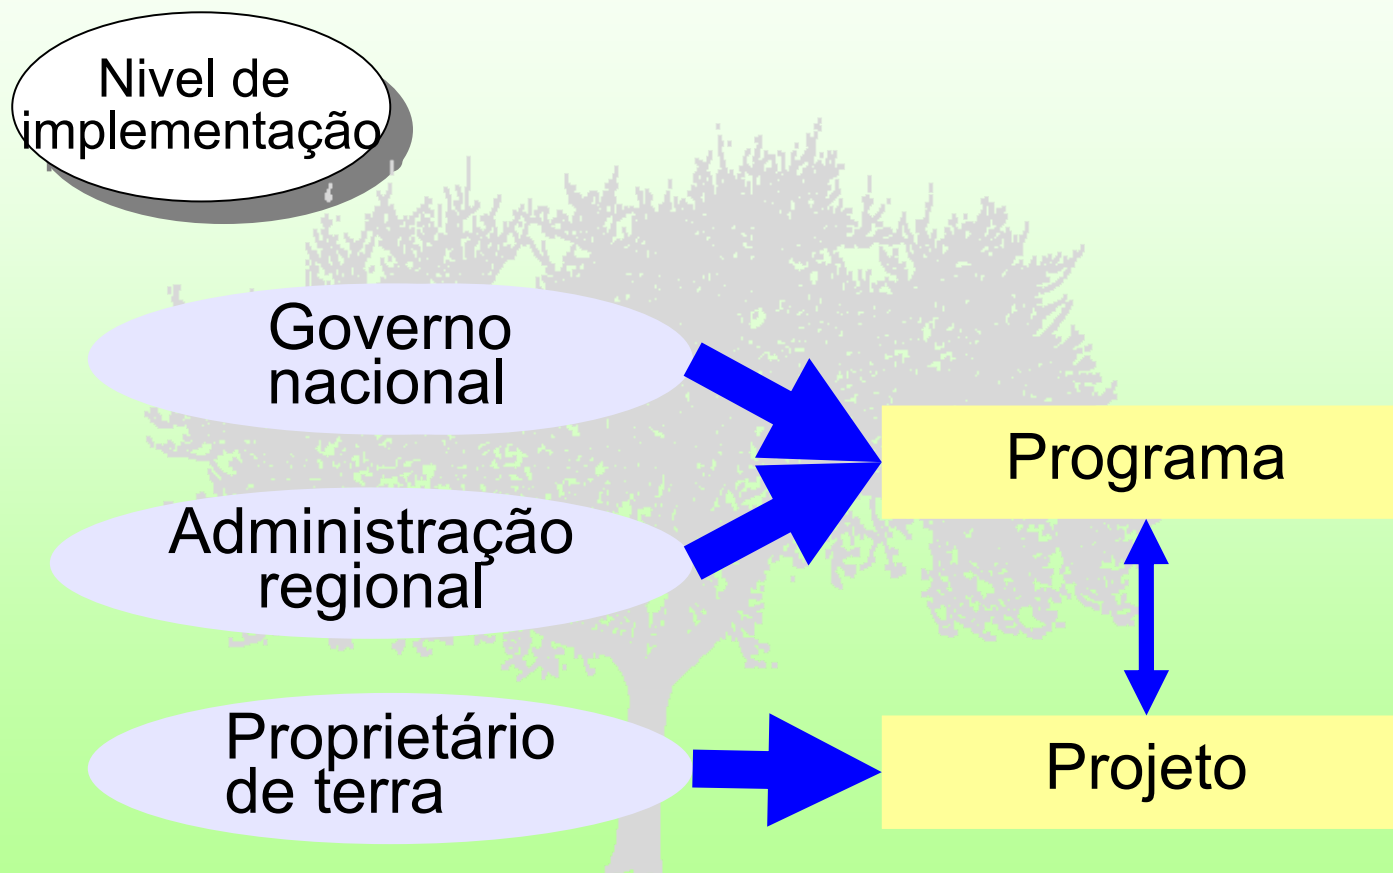 Nivel de
implementação
Governo
nacional
Programa
Administração
regional
Proprietário
de terra
Projeto